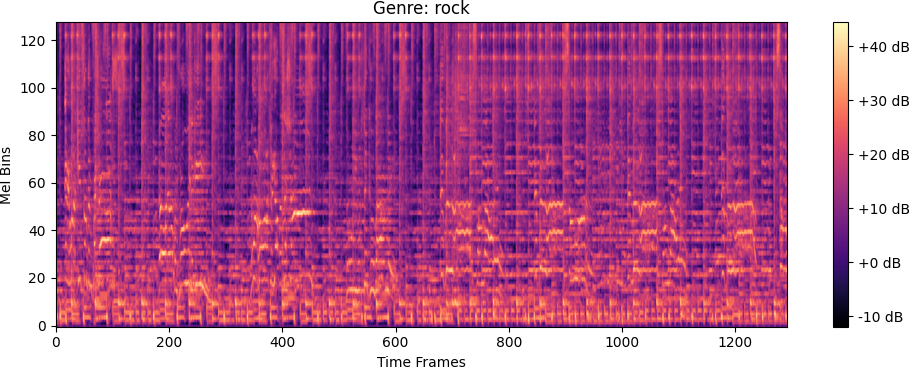 Genre: rock
120
100
80
60
40
20
0
Mel Bins
0 200 400 600 800 1000 1200
Time Frames
+40 dB
+30 dB
+20 dB
+10 dB
+0 dB
-10 dB